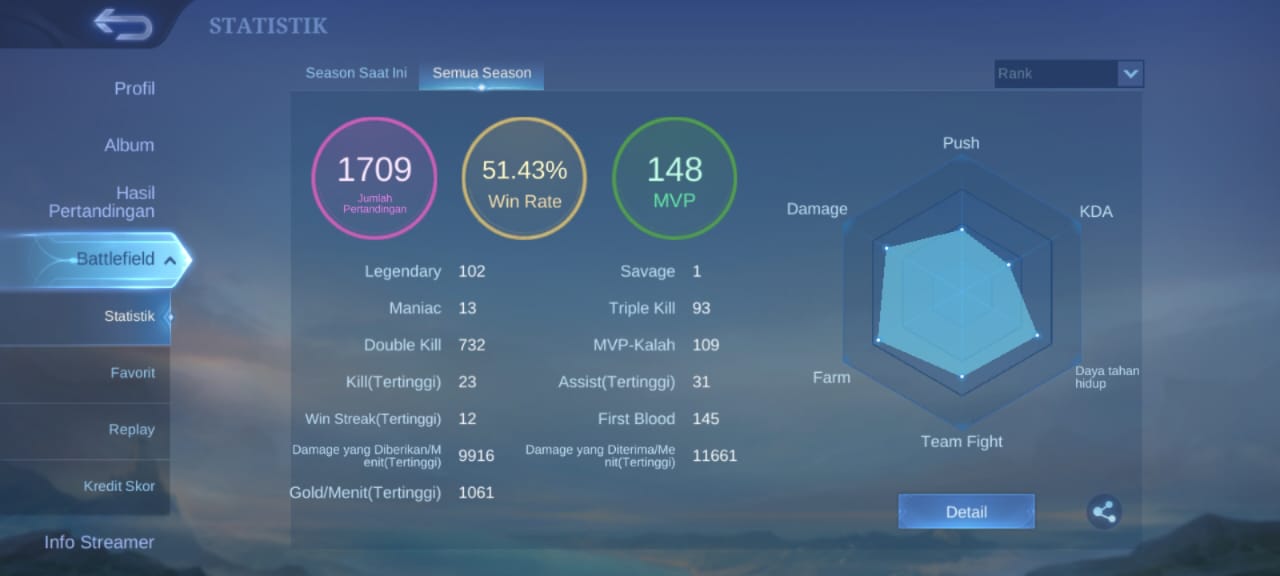 STATISTIK
Profil
Album
Hasil
Pertandingan
Battlefield
Statistik
Favorit
Replay
Kredit Skor
Info Streamer
Season Saat Ini
Semua Season
Rank
1709
Jumlah
Pertandingan
51.43%
Win Rate
148
MVP
Legendary 102
Savage 1
Maniac 13
Triple Kill 93
Double Kill 732
MVP-Kalah 109
Kill(Tertinggi) 23
Assist(Tertinggi) 31
Win Streak(Tertinggi) 12
First Blood 145
Damage yang Diberikan/M
enit(Tertinggi) 9916
Damage yang Diterima/Me
nit(Tertinggi) 11661
Gold/Menit(Tertinggi) 1061
Push
Damage
KDA
Farm
Daya tahan
hidup
Team Fight
Detail